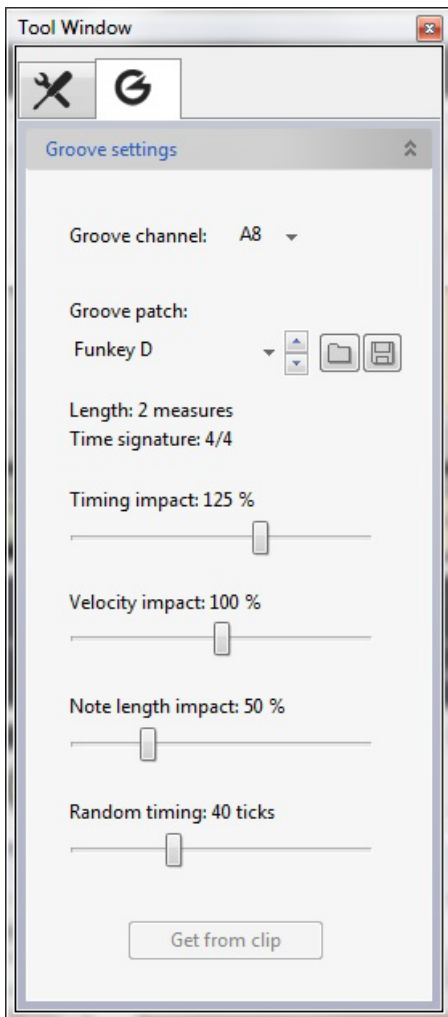 Tool Window
Groove settings
Groove channel: A8
Groove patch:
Funkey D
Length: 2 measures
Time signature: 4/4
Timing impact: 125 %
Velocity impact: 100 %
Note length impact: 50 %
Random timing: 40 ticks
Get from clip